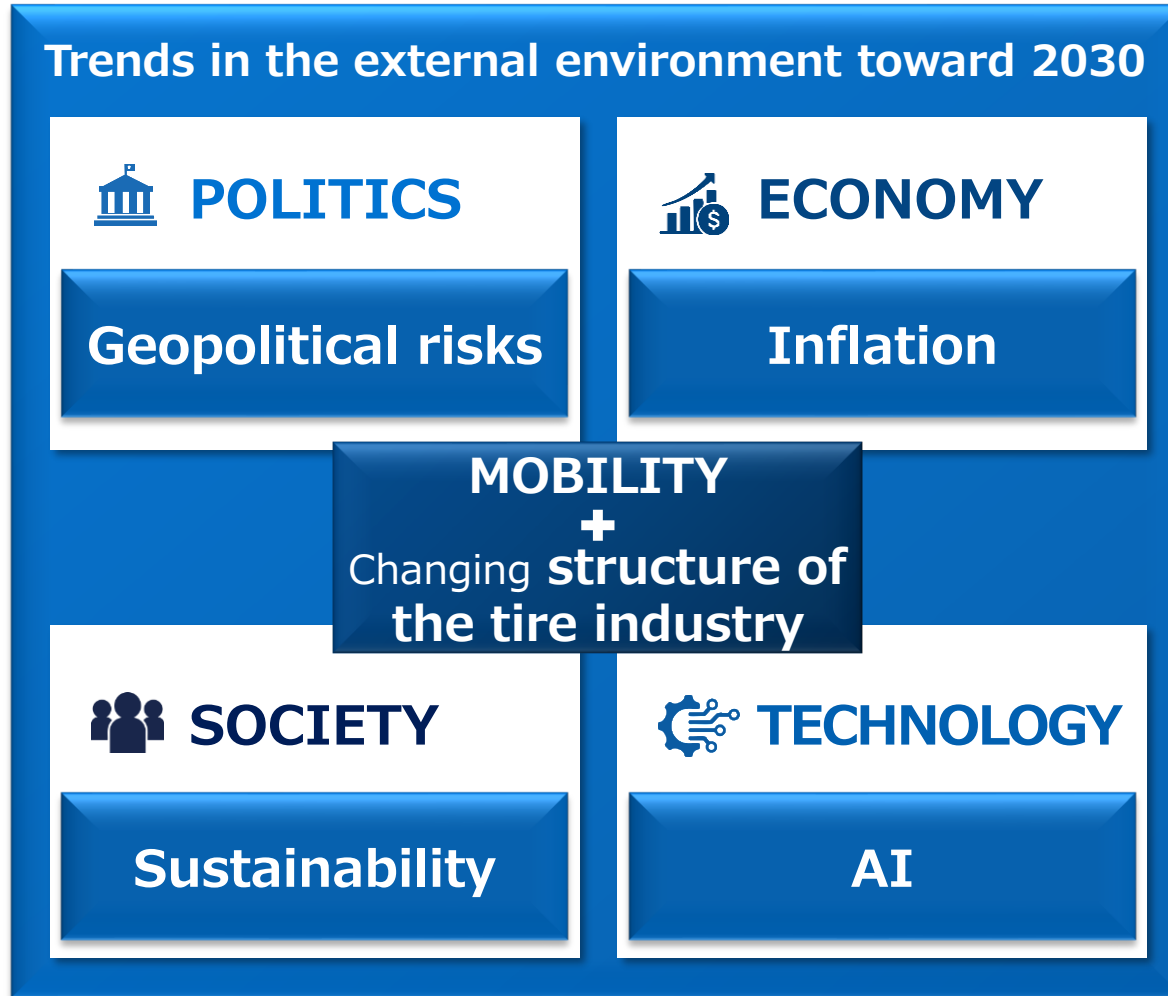 Trends in the external environment toward 2030
POLITICS
Geopolitical risks
ECONOMY
Inflation
MOBILITY
+
Changing structure of
the tire industry
SOCIETY
Sustainability
TECHNOLOGY
AI